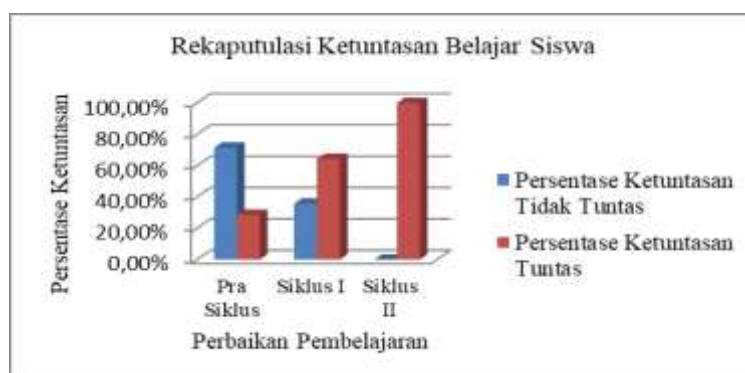 Rekaputulasi Ketuntasan Belajar Siswa
Persentase Ketuntasan
100,00%
80,00%
60,00%
40,00%
20,00%
0,00%
Pra Siklus
Siklus I
Siklus II
Perbaikan Pembelajaran
Persentase Ketuntasan
Tidak Tuntas
Persentase Ketuntasan
Tuntas